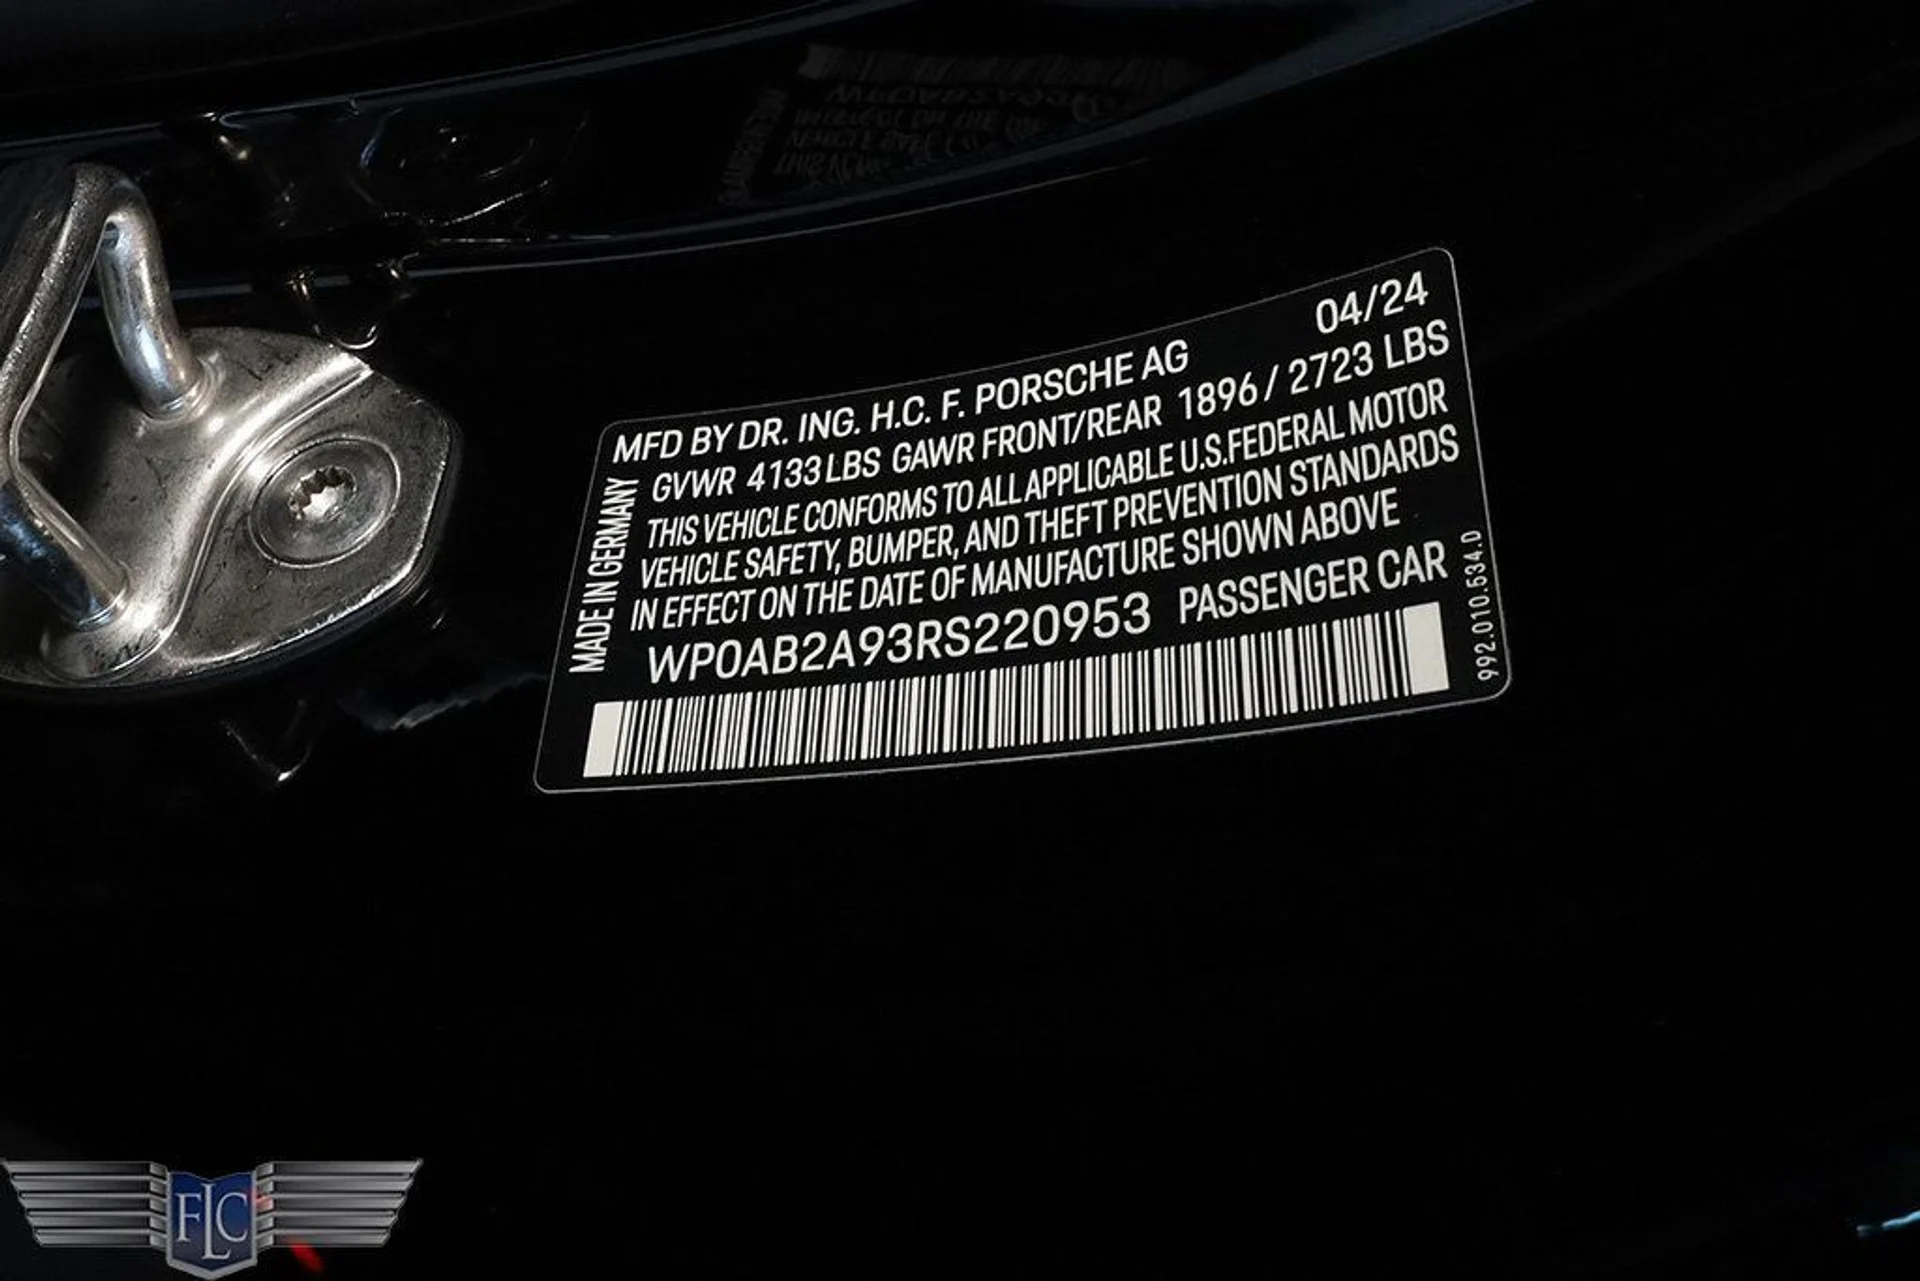 04/24
MFD BY DR. ING. H.C. F. PORSCHE AG
GVWR 4133 LBS GAWR FRONT/REAR 1896 / 2723 LBS
THIS VEHICLE CONFORMS TO ALL APPLICABLE U.S.FEDERAL MOTOR
VEHICLE SAFETY, BUMPER, AND THEFT PREVENTION STANDARDS
IN EFFECT ON THE DATE OF MANUFACTURE SHOWN ABOVE
WP0AB2A93RS220953 PASSENGER CAR
MADE IN GERMANY
992.010.534.0
FLC